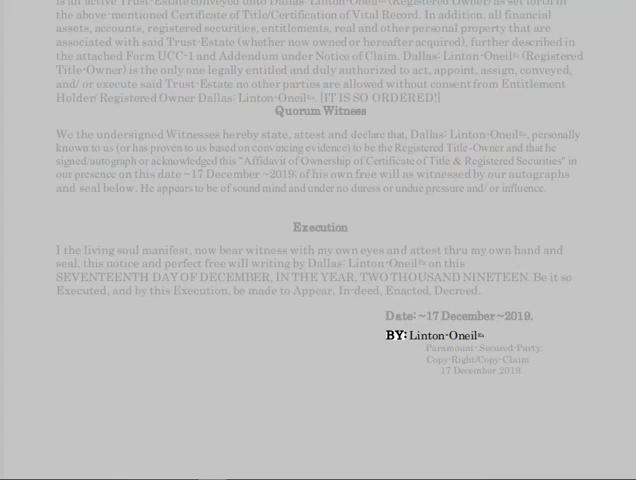 is an active Trust-Estate conveyed unto Dallas: Linton-Oneil (Registered Owner) as set forth in
the above-mentioned Certificate of Title/Certification of Vital Record. In addition, all financial
assets, accounts, registered securities, entitlements, real and other personal property that are
associated with said Trust-Estate (whether now owned or hereafter acquired), further described in
the attached Form UCC-1 and Addendum under Notice of Claim. Dallas: Linton-Oneil (Registered
Title-Owner) is the only one legally entitled and duly authorized to act, appoint, assign, conveyed,
and/ or execute said Trust-Estate no other parties are allowed without consent from Entitlement
Holder/ Registered Owner Dallas: Linton-Oneil. [IT IS SO ORDERED!]
Quorum Witness
We the undersigned Witnesses hereby state, attest and declare that, Dallas: Linton-Oneil, personally
known to us (or has proven to us based on convincing evidence) to be the Registered Title-Owner and that he
signed/autograph or acknowledged this "Affidavit of Ownership of Certificate of Title & Registered Securities" in
our presence on this date ~17 December ~2019; of his own free will as witnessed by our autographs
and seal below. He appears to be of sound mind and under no duress or undue pressure and/ or influence.
Execution
I the living soul manifest, now bear witness with my own eyes and attest thru my own hand and
seal, this notice and perfect free will writing by Dallas: Linton-Oneil on this
SEVENTEENTH DAY OF DECEMBER, IN THE YEAR, TWO THOUSAND NINETEEN. Be it so
Executed, and by this Execution, be made to Appear, In-deed, Enacted, Decreed.
Date: ~17 December ~2019.
BY: Linton-Oneil
Paramount- Secured-Party:
Copy-Right/Copy-Claim
17 December 2019